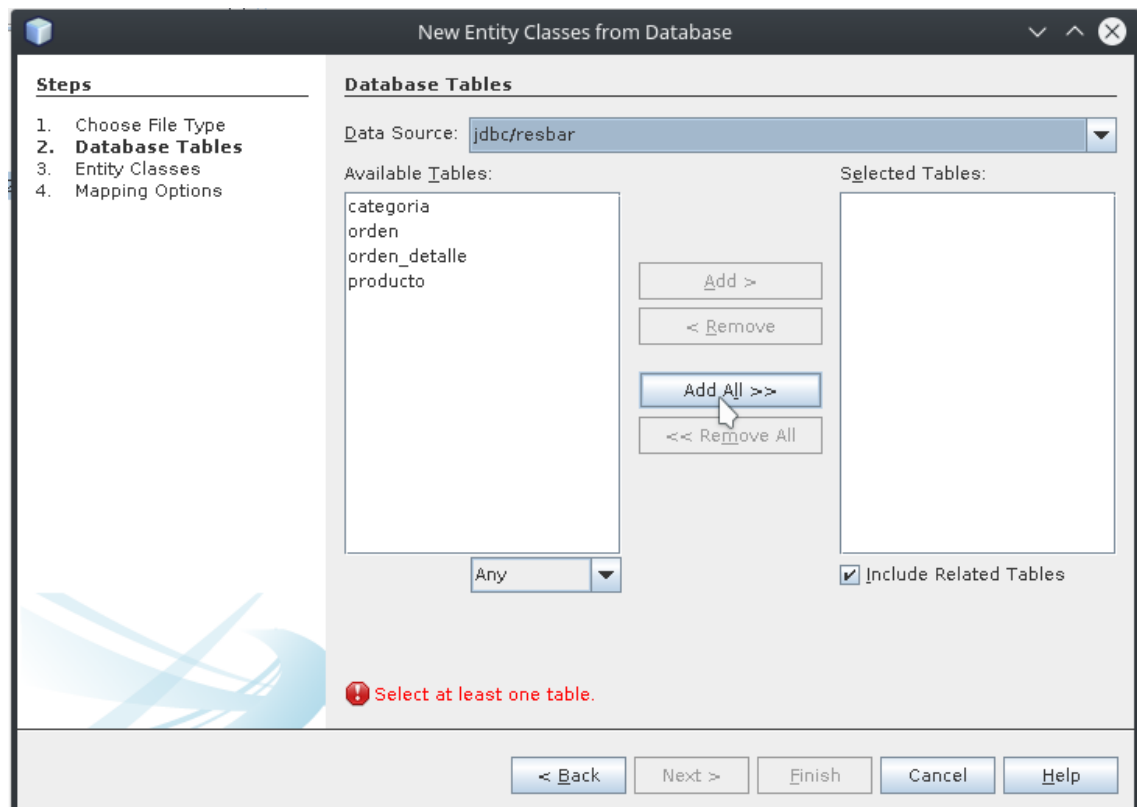 New Entity Classes from Database
Steps
1. Choose File Type
2. Database Tables
3. Entity Classes
4. Mapping Options
Database Tables
Data Source: jdbc/resbar
Available Tables:
categoria
orden
orden_detalle
producto
Any
Add >
< Remove
Add All >>
<< Remove All
Selected Tables:
Include Related Tables
Select at least one table.
< Back Next > Finish Cancel Help